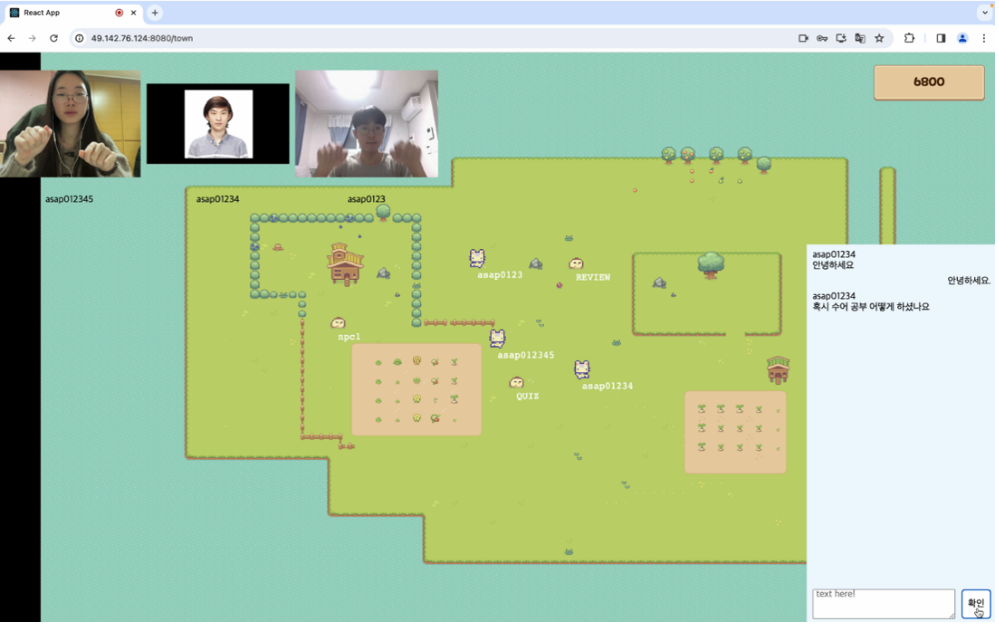 React App
49.142.76.124:8080/town
6800
asap012345
asap01234
asap0123
asap0123
REVIEW
npc1
asap012345
asap01234
QUIZ
asap01234
안녕하세요
안녕하세요.
asap01234
혹시 수어 공부 어떻게 하셨나요
text here!
확인